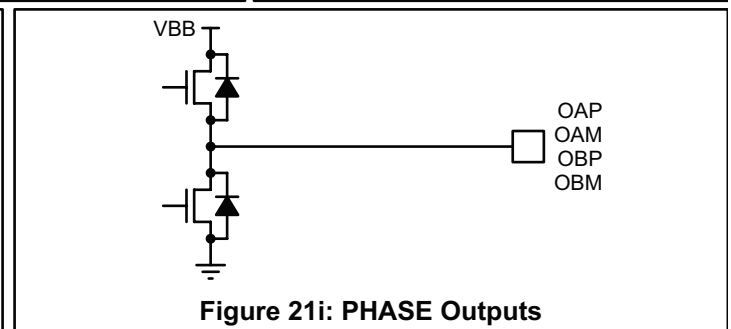 VBB
OAP
OAM
OBP
OBM
Figure 21i: PHASE Outputs